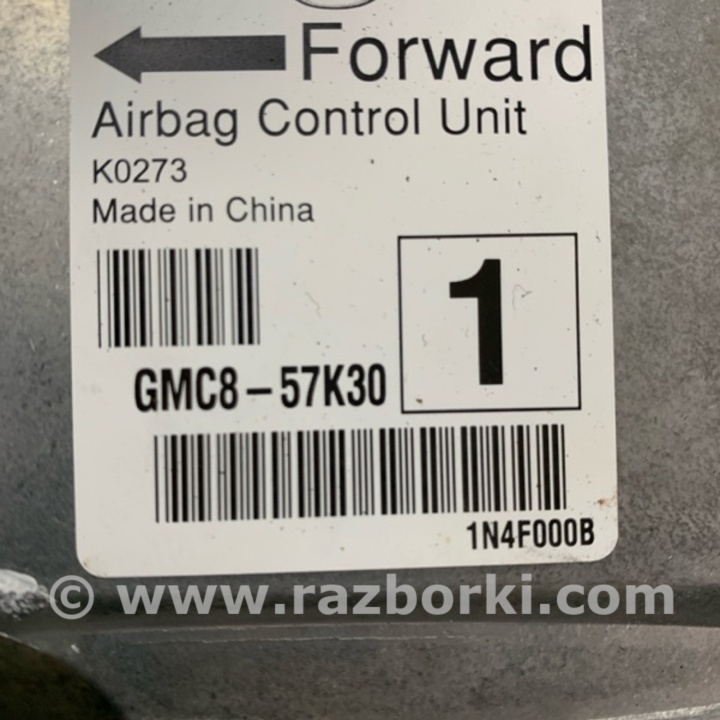 Forward
Airbag Control Unit
K0273
Made in China
1
GMC8-57K30
1N4F000B
© www.razborki.com